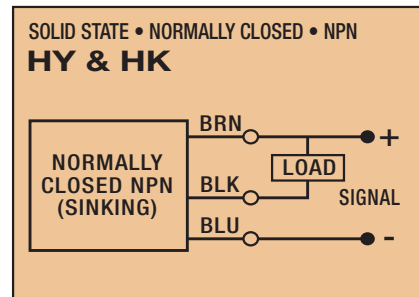 SOLID STATE • NORMALLY CLOSED • NPN
HY & HK
BRN
+
NORMALLY
CLOSED NPN
(SINKING)
LOAD
BLK
SIGNAL
BLU
-